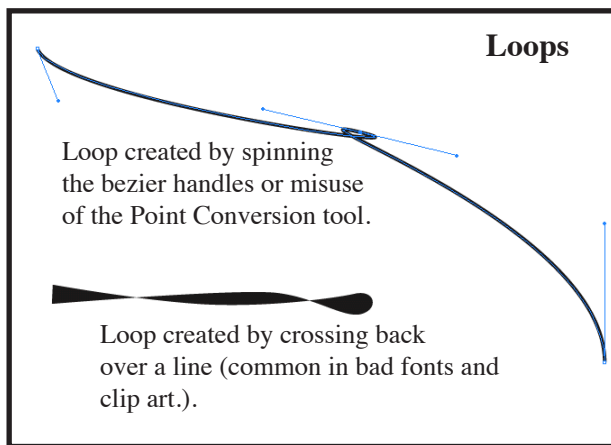 Loops
Loop created by spinning
the bezier handles or misuse
of the Point Conversion tool.
Loop created by crossing back
over a line (common in bad fonts and
clip art.).